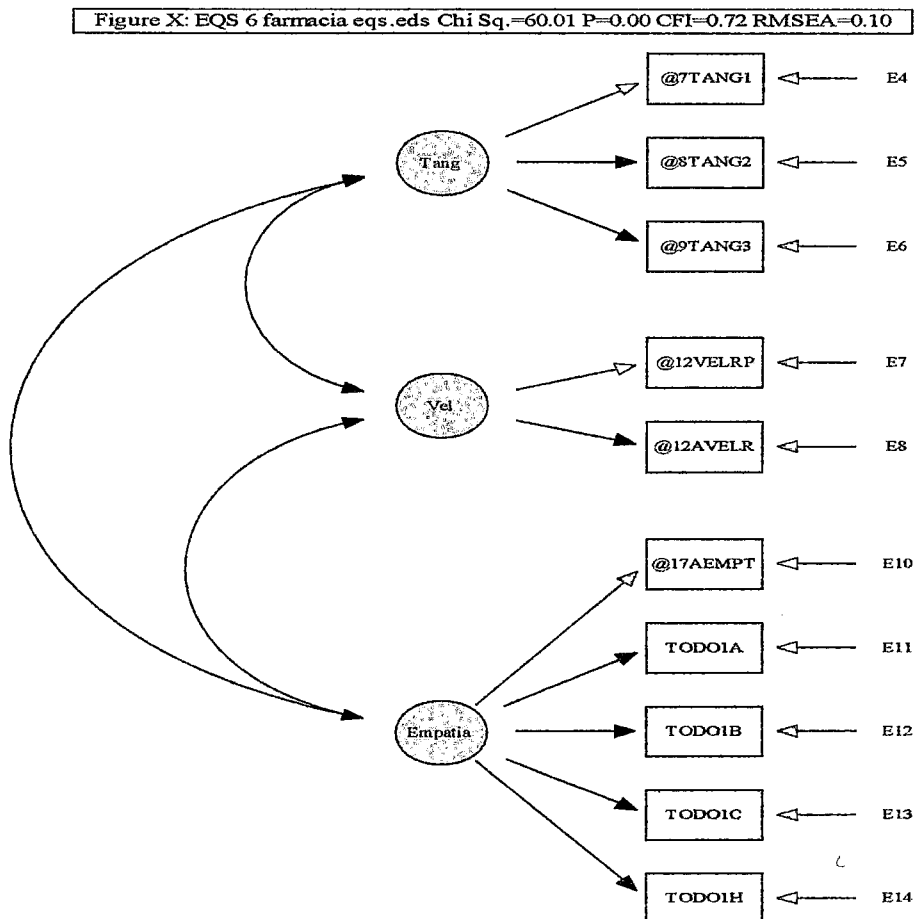 Figure X: EQS 6 farmacia eqs.eds Chi Sq.=60.01 P=0.00 CFI=0.72 RMSEA=0.10
@7TANG1 E4
Tang @8TANG2 E5
@9TANG3 E6
@12VELRP E7
Vel
@12AVELR E8
@17AEMPT E10
TODO1A E11
Empatia TODO1B E12
TODO1C E13
TODO1H E14